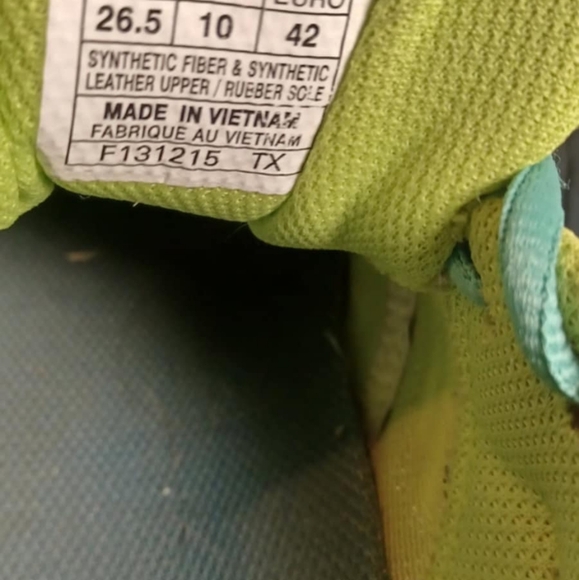 EURO
26.5 10 42
SYNTHETIC FIBER & SYNTHETIC
LEATHER UPPER / RUBBER SOLE
MADE IN VIETNAM
FABRIQUE AU VIETNAM
F131215 TX